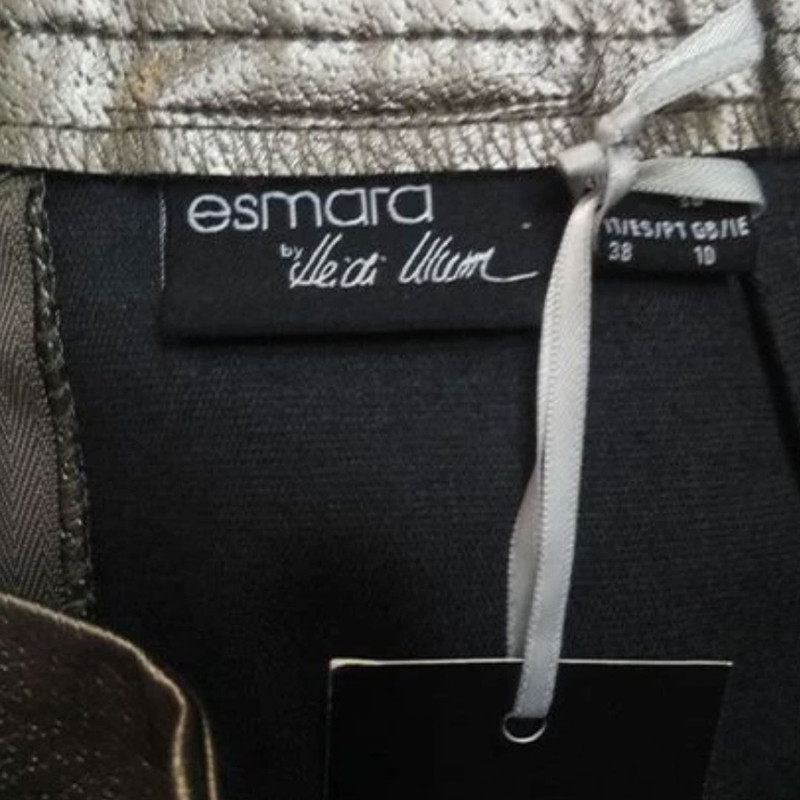 esmara
by Heidi Klum
IT/ES/PT GB/IE
38 10